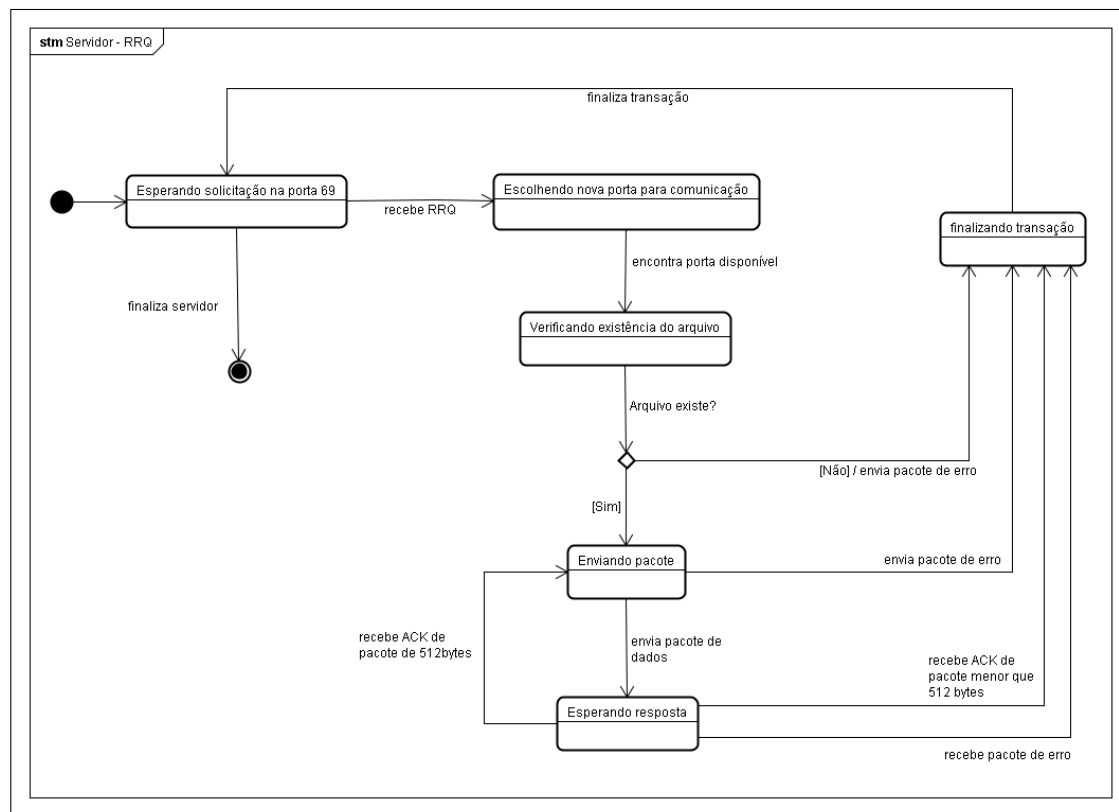 stm Servidor - RRQ
finaliza transação
Esperando solicitação na porta 69
recebe RRQ
Escolhendo nova porta para comunicação
finalizando transação
encontra porta disponível
finaliza servidor
Verificando existência do arquivo
Arquivo existe?
[Não] / envia pacote de erro
[Sim]
Enviando pacote
envia pacote de erro
recebe ACK de
pacote de 512bytes
envia pacote de
dados
recebe ACK de
pacote menor que
512 bytes
Esperando resposta
recebe pacote de erro